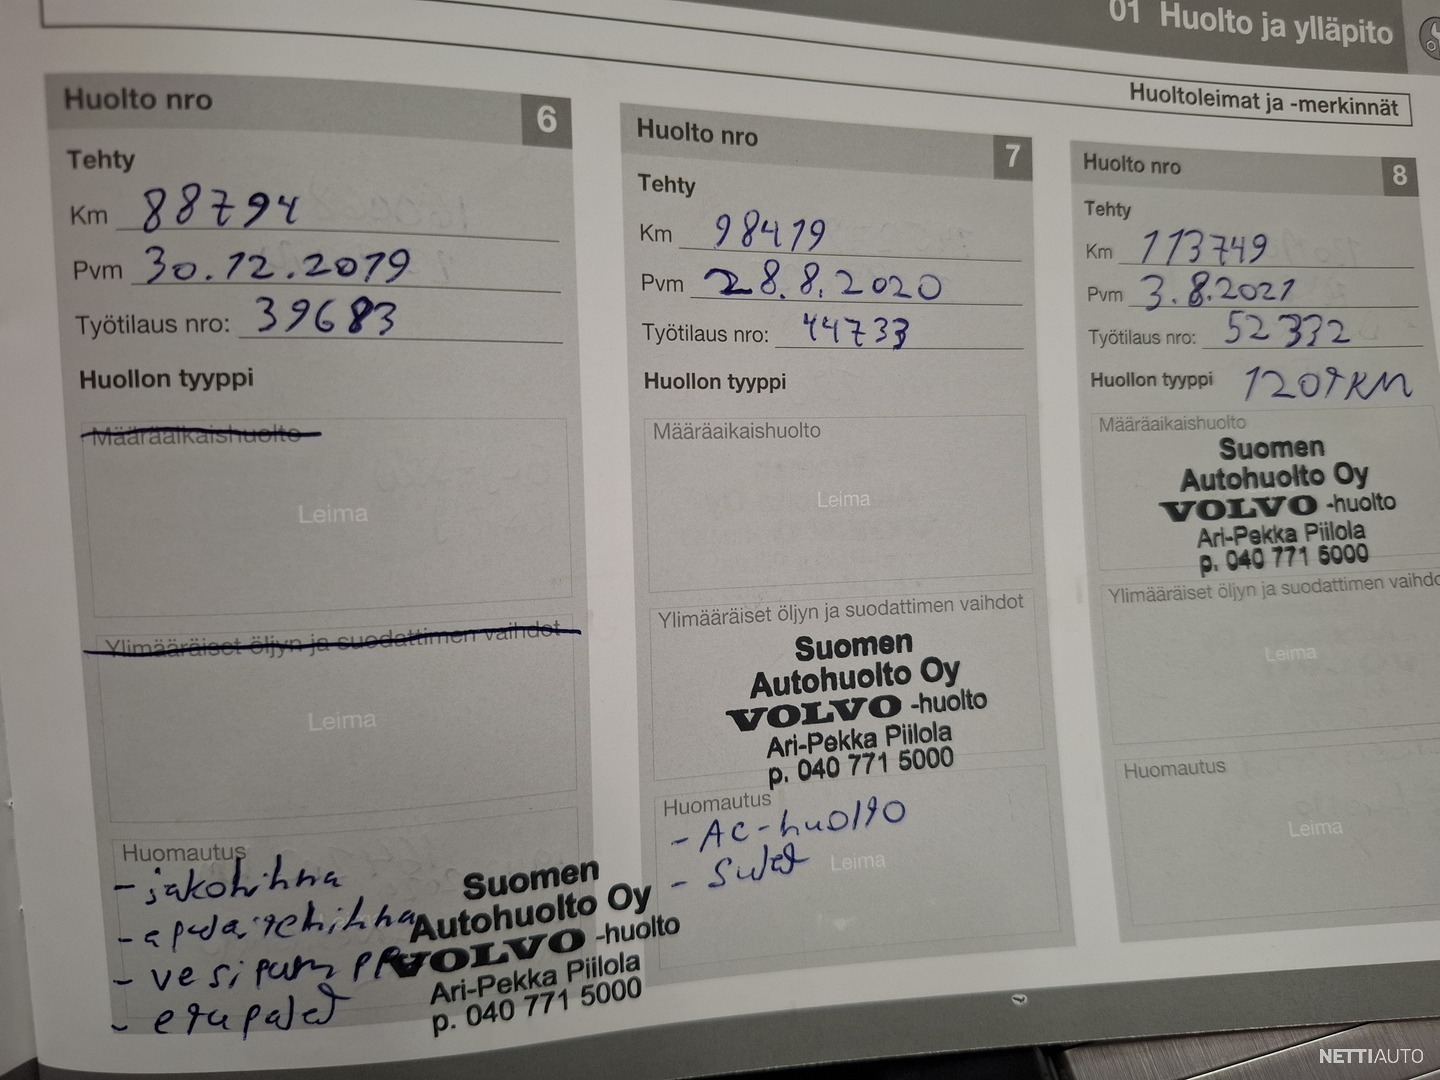 01 Huolto ja ylläpito
Huoltoleimat ja -merkinnät
Huolto nro 6
Tehty
Km 88794
Pvm 30.12.2019
Työtilaus nro: 39683
Huollon tyyppi
Määräaikaishuolto
Leima
Ylimääräiset öljyn ja suodattimen vaihdot
Leima
Huomautus
- jakohihna
- apulaitehihna
- vesipumppu
- etupalat
Suomen
Autohuolto Oy
VOLVO -huolto
Ari-Pekka Piilola
p. 040 771 5000
Huolto nro 7
Tehty
Km 98419
Pvm 28.8.2020
Työtilaus nro: 44733
Huollon tyyppi
Määräaikaishuolto
Leima
Ylimääräiset öljyn ja suodattimen vaihdot
Suomen
Autohuolto Oy
VOLVO -huolto
Ari-Pekka Piilola
p. 040 771 5000
Huomautus
- AC-huolto
- Sulat
Leima
Huolto nro 8
Tehty
Km 113749
Pvm 3.8.2021
Työtilaus nro: 52332
Huollon tyyppi 120TKM
Määräaikaishuolto
Suomen
Autohuolto Oy
VOLVO -huolto
Ari-Pekka Piilola
p. 040 771 5000
Ylimääräiset öljyn ja suodattimen vaihdo
Leima
Huomautus
Leima
NETTIAUTO